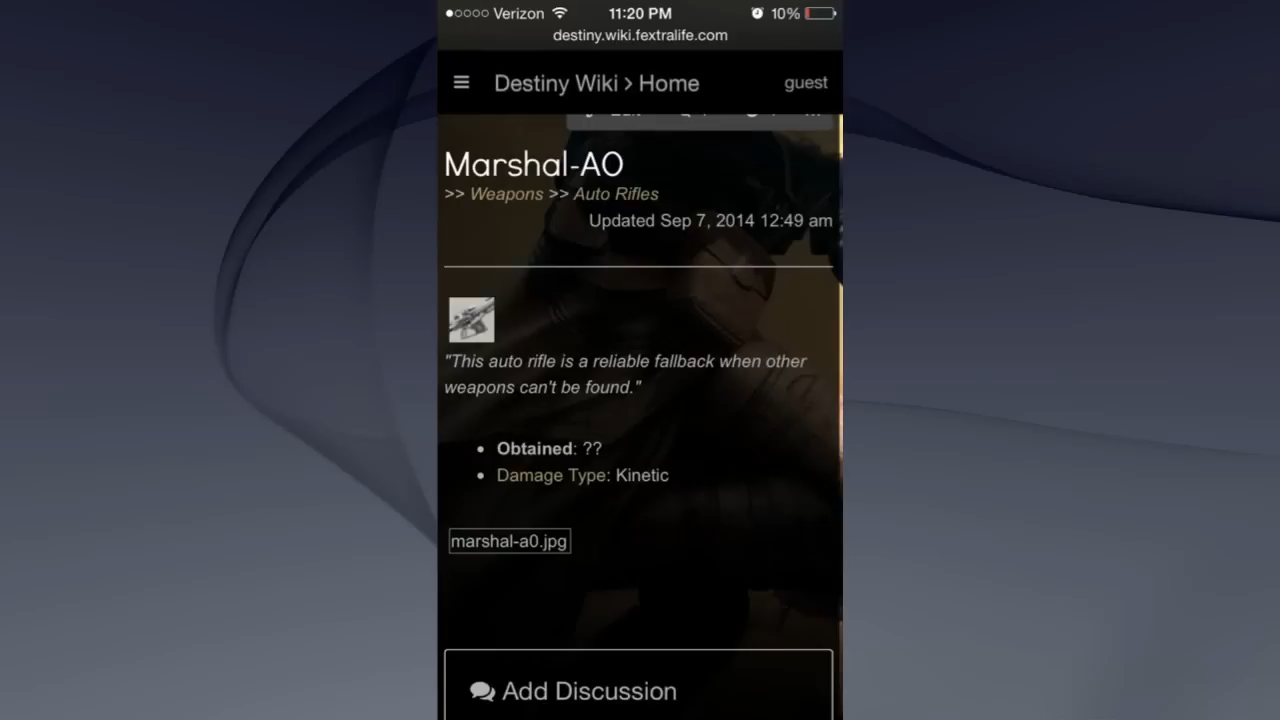 Verizon 11:20 PM 10%
destiny.wiki.fextralife.com
Destiny Wiki > Home guest
Marshal-A0
>> Weapons >> Auto Rifles
Updated Sep 7, 2014 12:49 am
"This auto rifle is a reliable fallback when other
weapons can't be found."
• Obtained: ??
• Damage Type: Kinetic
marshal-a0.jpg
Add Discussion